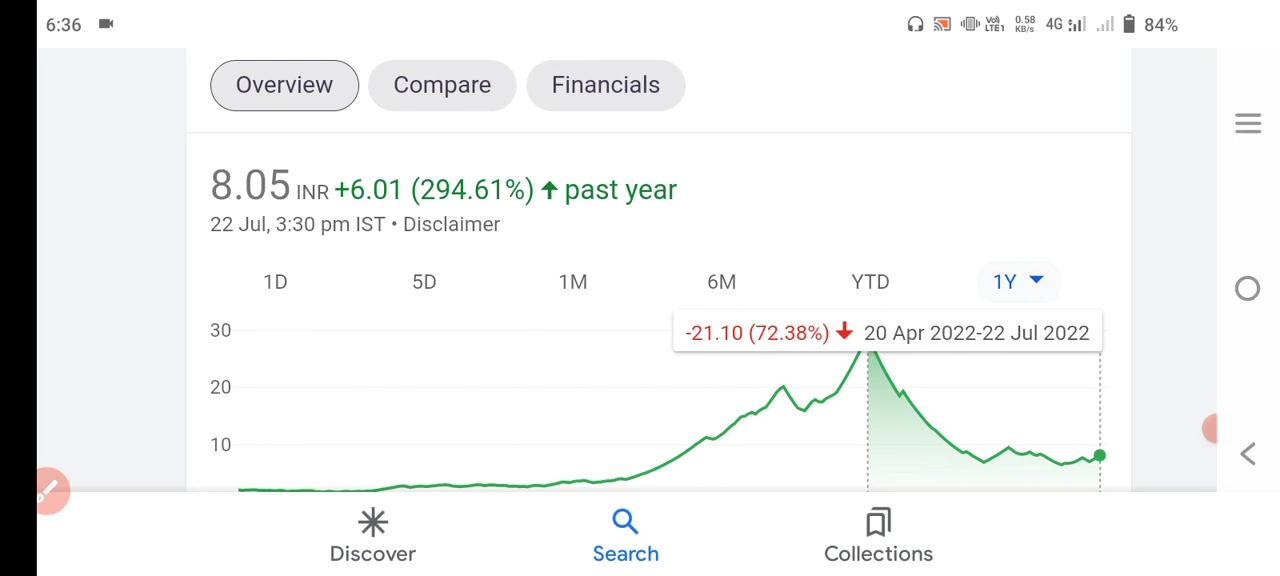 6:36 Vo) LTE1 0.58 KB/s 4G 84%
Overview Compare Financials
8.05 INR +6.01 (294.61%) ↑ past year
22 Jul, 3:30 pm IST • Disclaimer
1D 5D 1M 6M YTD 1Y
-21.10 (72.38%) ↓ 20 Apr 2022-22 Jul 2022
30
20
10
Discover Search Collections